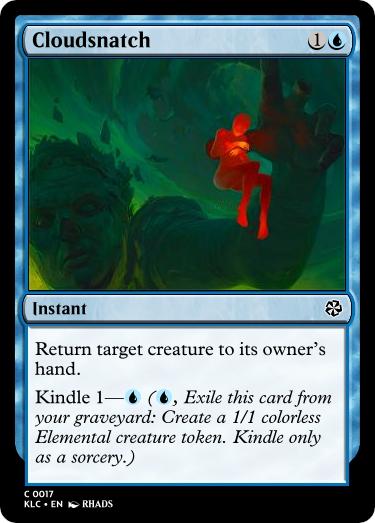 Cloudsnatch 1
Instant
Return target creature to its owner's
hand.
Kindle 1— (, Exile this card from
your graveyard: Create a 1/1 colorless
Elemental creature token. Kindle only
as a sorcery.)
C 0017
KLC • EN RHADS